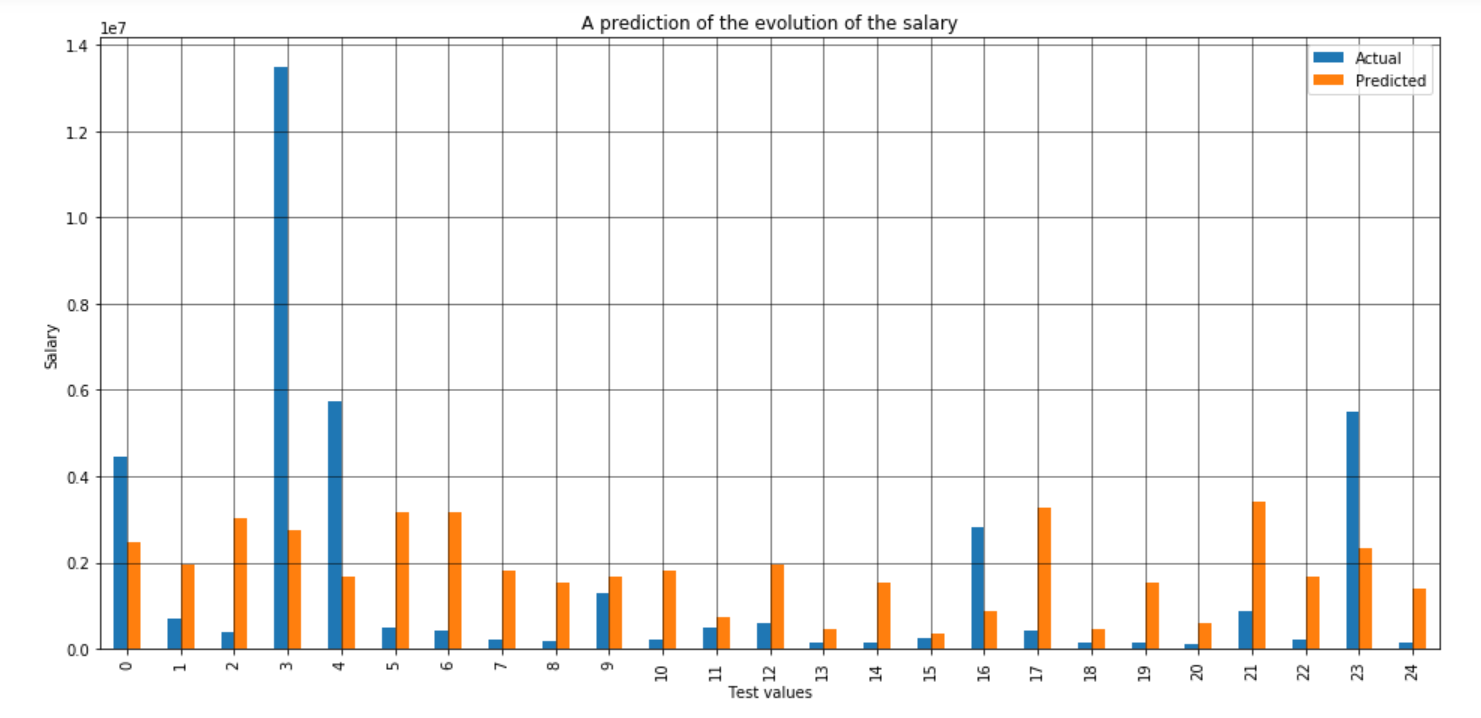 A prediction of the evolution of the salary
1e7
Actual
Predicted
1.4
1.2
1.0
0.8
0.6
0.4
0.2
0.0
Salary
0 1 2 3 4 5 6 7 8 9 10 11 12 13 14 15 16 17 18 19 20 21 22 23 24
Test values